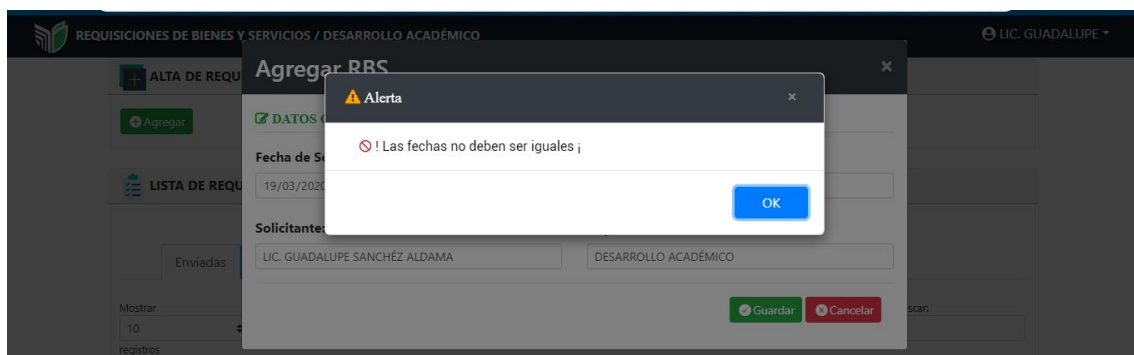 REQUISICIONES DE BIENES Y SERVICIOS / DESARROLLO ACADÉMICO
LIC. GUADALUPE
ALTA DE REQU
Agregar RBS
×
Alerta
×
Agregar
DATOS
! Las fechas no deben ser iguales ¡
Fecha de So
LISTA DE REQU
19/03/2020
OK
Solicitante:
Enviadas
LIC. GUADALUPE SANCHÉZ ALDAMA
DESARROLLO ACADÉMICO
Mostrar
Guardar
Cancelar
scar:
10
registros